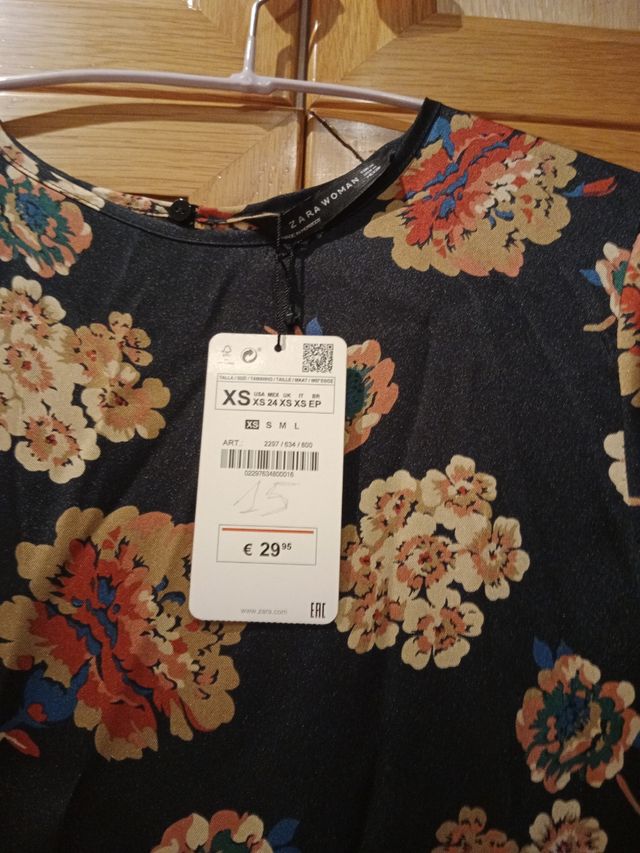 ZARA WOMAN
TALLA / SIZE / TAMANHO / TAILLE / MAAT / ΜΕΓΕΘΟΣ
USA MEX UK IT BR
XS XS 24 XS XS EP
XS S M L
ART.: 2297 / 634 / 600
02297634600016
15
€ 29 95
www.zara.com
EAC